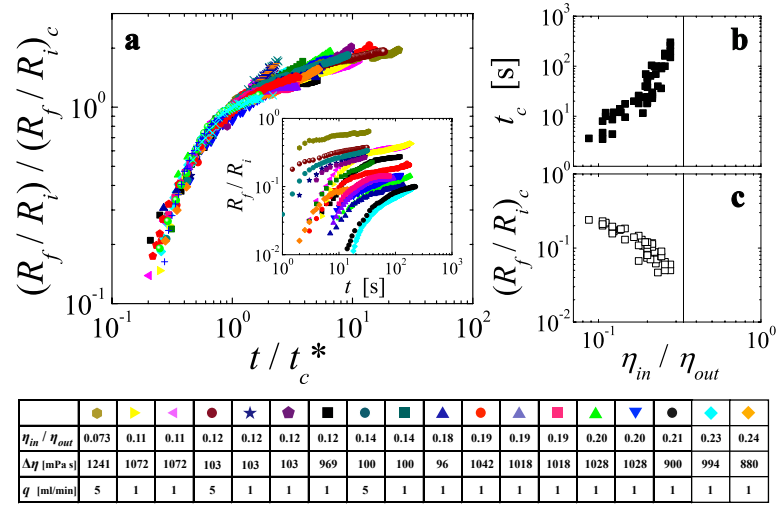 a
(R_f / R_i) / (R_f / R_i)_c
10^1
10^0
10^-1
10^-1 10^0 10^1 10^2
t / t_c*
R_f / R_i
10^0
10^-1
10^-2
10^0 10^1 10^2 10^3
t [s]
b
t_c [s]
10^3
10^2
10^1
10^0
c
(R_f / R_i)_c
10^0
10^-1
10^-2
10^-1 10^0
η_in / η_out
η_in / η_out 0.073 0.11 0.11 0.12 0.12 0.12 0.12 0.14 0.14 0.18 0.19 0.19 0.19 0.20 0.20 0.21 0.23 0.24
Δη [mPa s] 1241 1072 1072 103 103 103 969 100 100 96 1042 1018 1018 1028 1028 900 994 880
q [ml/min] 5 1 1 5 1 1 1 5 1 1 1 1 1 1 1 1 1 1